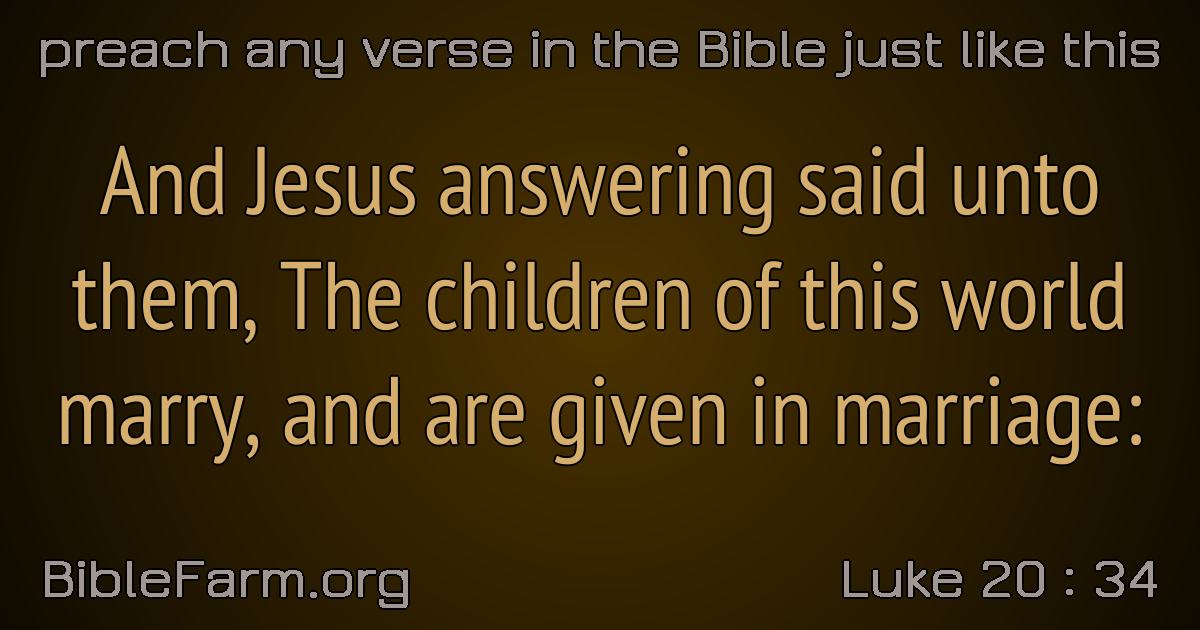 preach any verse in the Bible just like this
And Jesus answering said unto
them, The children of this world
marry, and are given in marriage:
BibleFarm.org
Luke 20 : 34